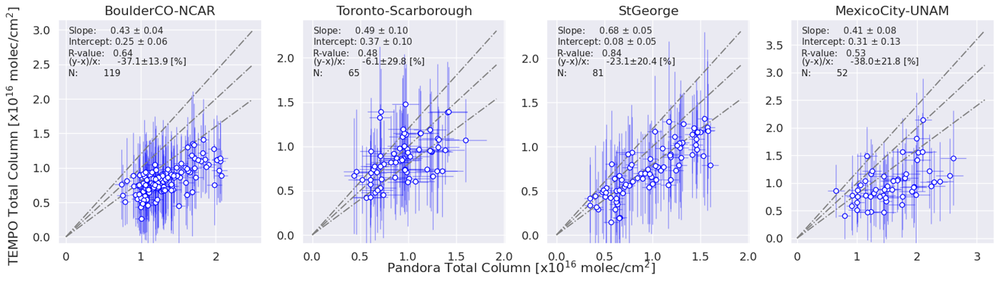 BoulderCO-NCAR
Slope: 0.43 ± 0.04
Intercept: 0.25 ± 0.06
R-value: 0.64
(y-x)/x: -37.1±13.9 [%]
N: 119
3.0
2.5
2.0
1.5
1.0
0.5
0.0
0 1 2
TEMPO Total Column [x10^16 molec/cm^2]
Toronto-Scarborough
Slope: 0.49 ± 0.10
Intercept: 0.37 ± 0.10
R-value: 0.48
(y-x)/x: -6.1±29.8 [%]
N: 65
2.0
1.5
1.0
0.5
0.0
0.0 0.5 1.0 1.5 2.0
StGeorge
Slope: 0.68 ± 0.05
Intercept: 0.08 ± 0.05
R-value: 0.84
(y-x)/x: -23.1±20.4 [%]
N: 81
2.0
1.5
1.0
0.5
0.0
0.0 0.5 1.0 1.5 2.0
MexicoCity-UNAM
Slope: 0.41 ± 0.08
Intercept: 0.31 ± 0.13
R-value: 0.53
(y-x)/x: -38.0±21.8 [%]
N: 52
3.5
3.0
2.5
2.0
1.5
1.0
0.5
0.0
0 1 2 3
Pandora Total Column [x10^16 molec/cm^2]